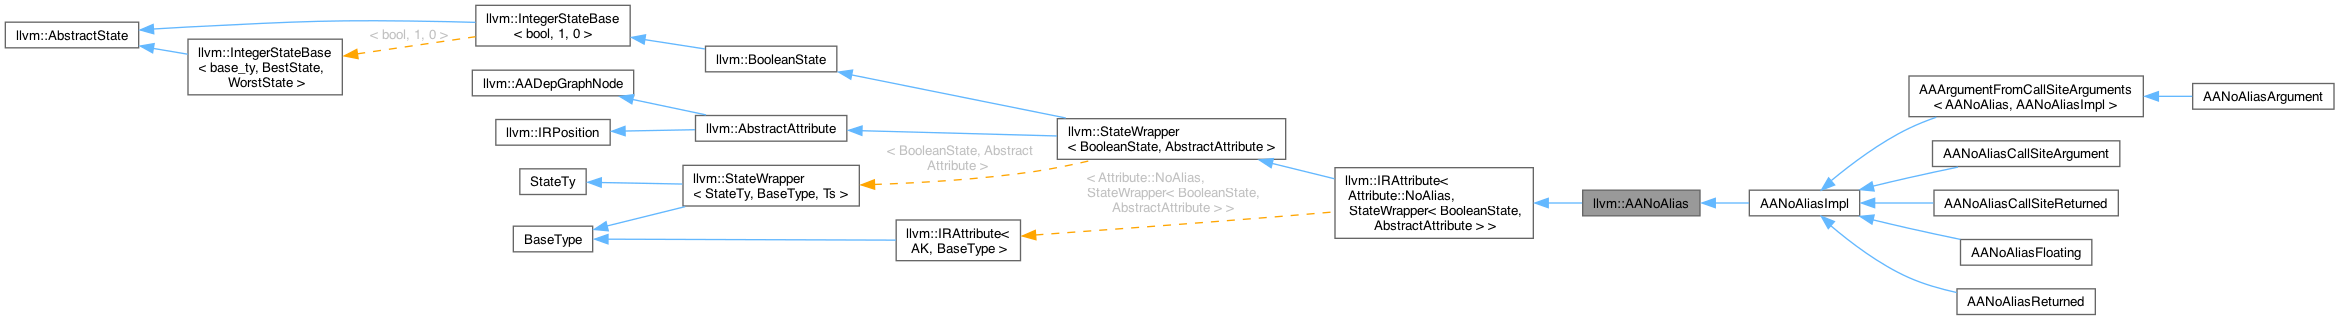 llvm::AbstractState
llvm::IntegerStateBase
< base_ty, BestState,
WorstState >
< bool, 1, 0 >
llvm::IntegerStateBase
< bool, 1, 0 >
llvm::AADepGraphNode
llvm::IRPosition
StateTy
BaseType
llvm::BooleanState
llvm::AbstractAttribute
llvm::StateWrapper
< StateTy, BaseType, Ts >
< BooleanState, Abstract
Attribute >
llvm::IRAttribute<
AK, BaseType >
llvm::StateWrapper
< BooleanState, AbstractAttribute >
< Attribute::NoAlias,
StateWrapper< BooleanState,
AbstractAttribute > >
llvm::IRAttribute<
Attribute::NoAlias,
StateWrapper< BooleanState,
AbstractAttribute > >
llvm::AANoAlias
AANoAliasImpl
AAArgumentFromCallSiteArguments
< AANoAlias, AANoAliasImpl >
AANoAliasCallSiteArgument
AANoAliasCallSiteReturned
AANoAliasFloating
AANoAliasReturned
AANoAliasArgument